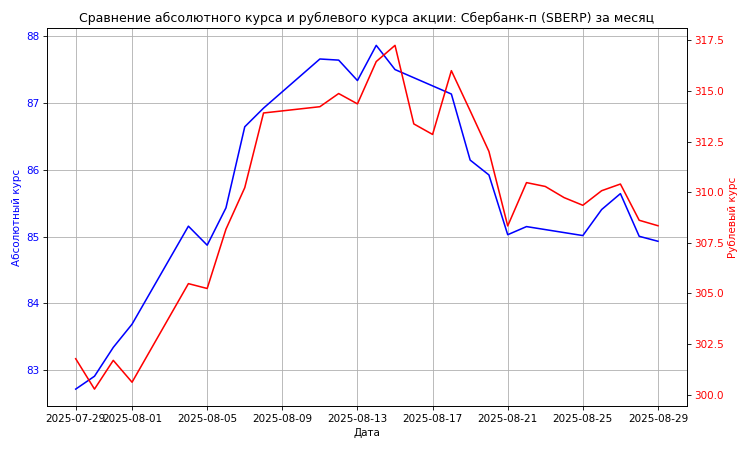 Сравнение абсолютного курса и рублевого курса акции: Сбербанк-п (SBERP) за месяц
88
87
86
85
84
83
Абсолютный курс
317.5
315.0
312.5
310.0
307.5
305.0
302.5
300.0
Рублевый курс
2025-07-29 2025-08-01 2025-08-05 2025-08-09 2025-08-13 2025-08-17 2025-08-21 2025-08-25 2025-08-29
Дата